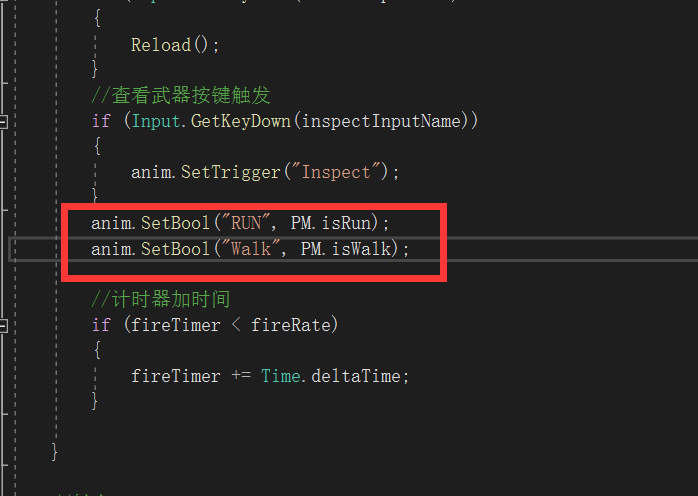 {
Reload();
}
//查看武器按键触发
if (Input.GetKeyDown(inspectInputName))
{
anim.SetTrigger("Inspect");
}
anim.SetBool("RUN", PM.isRun);
anim.SetBool("Walk", PM.isWalk);
//计时器加时间
if (fireTimer < fireRate)
{
fireTimer += Time.deltaTime;
}
}